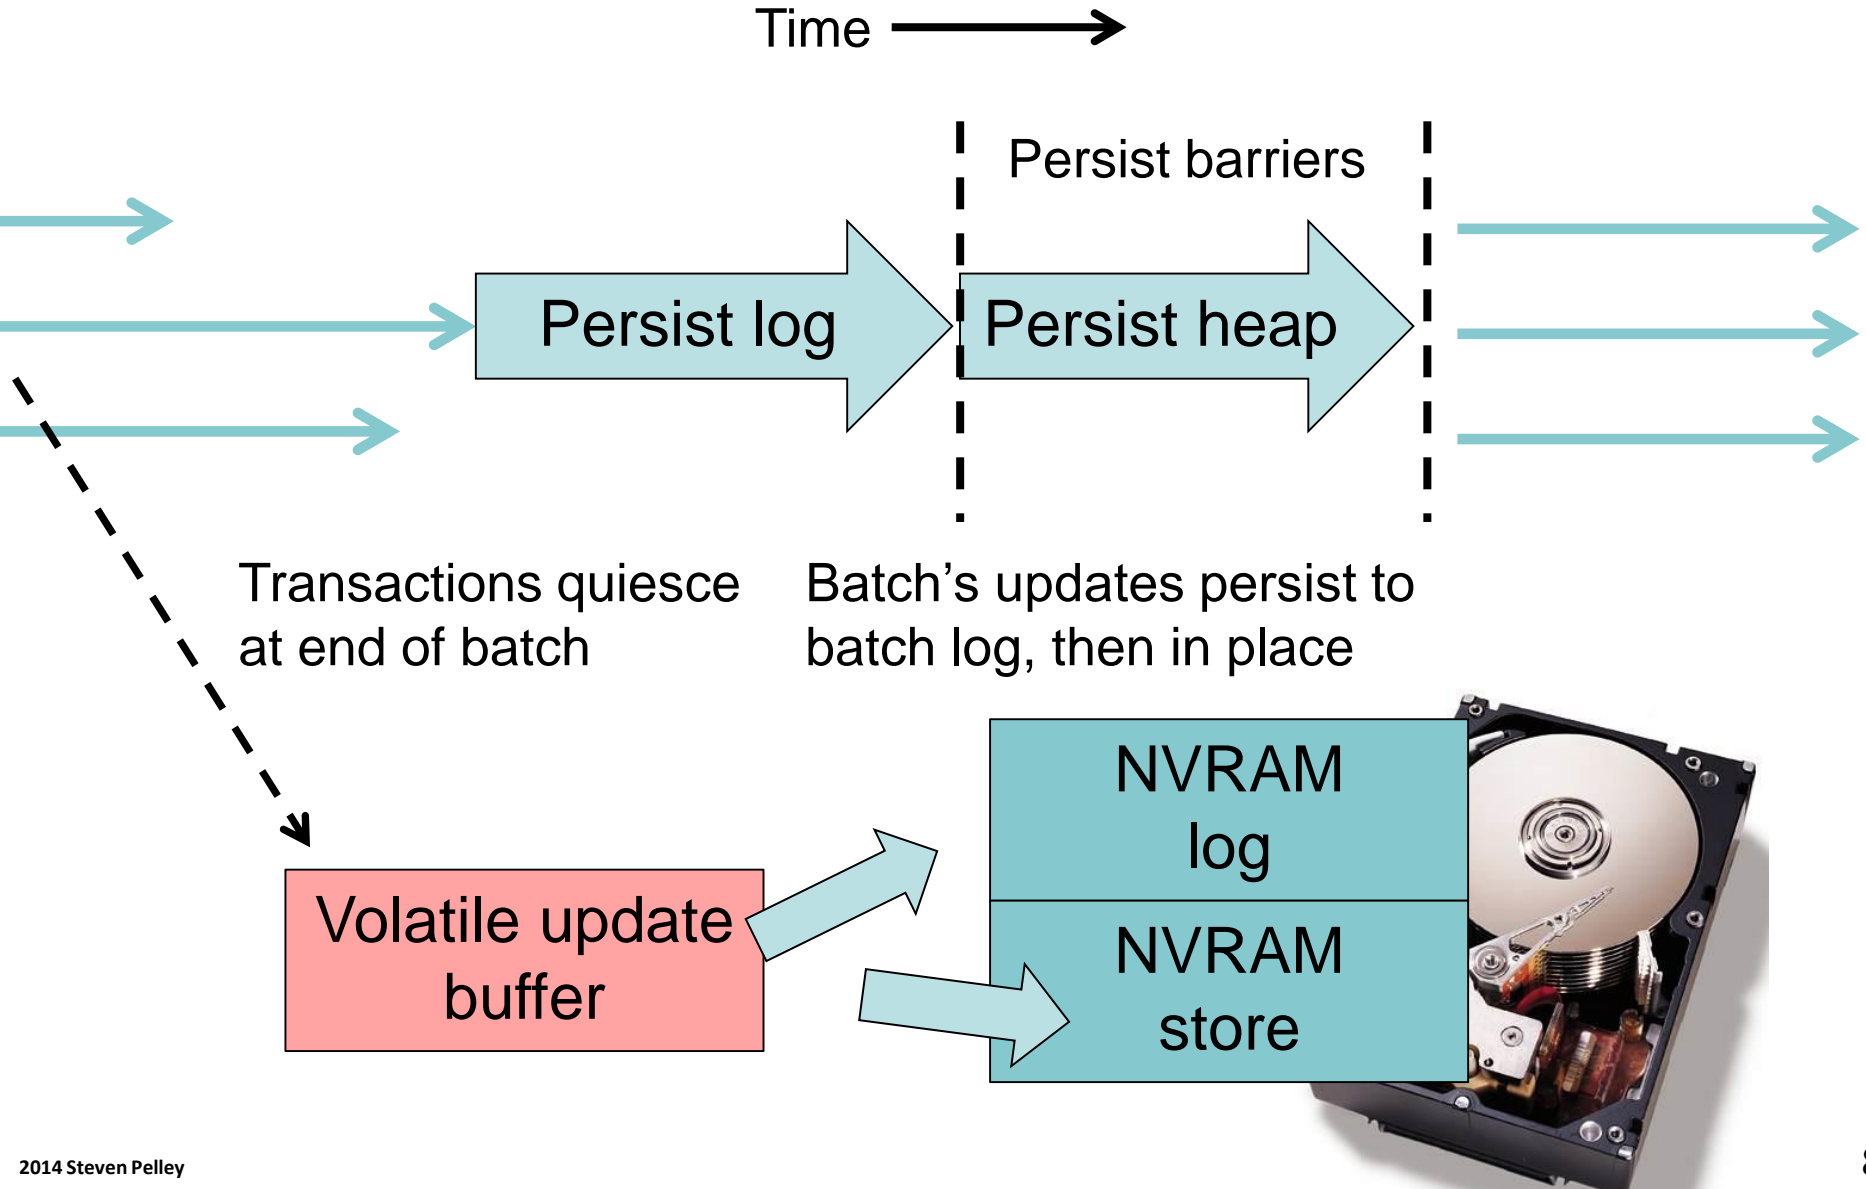 Time
Persist barriers
Persist log
Persist heap
Transactions quiesce
at end of batch
Batch’s updates persist to
batch log, then in place
NVRAM
log
Volatile update
buffer
NVRAM
store
2014 Steven Pelley